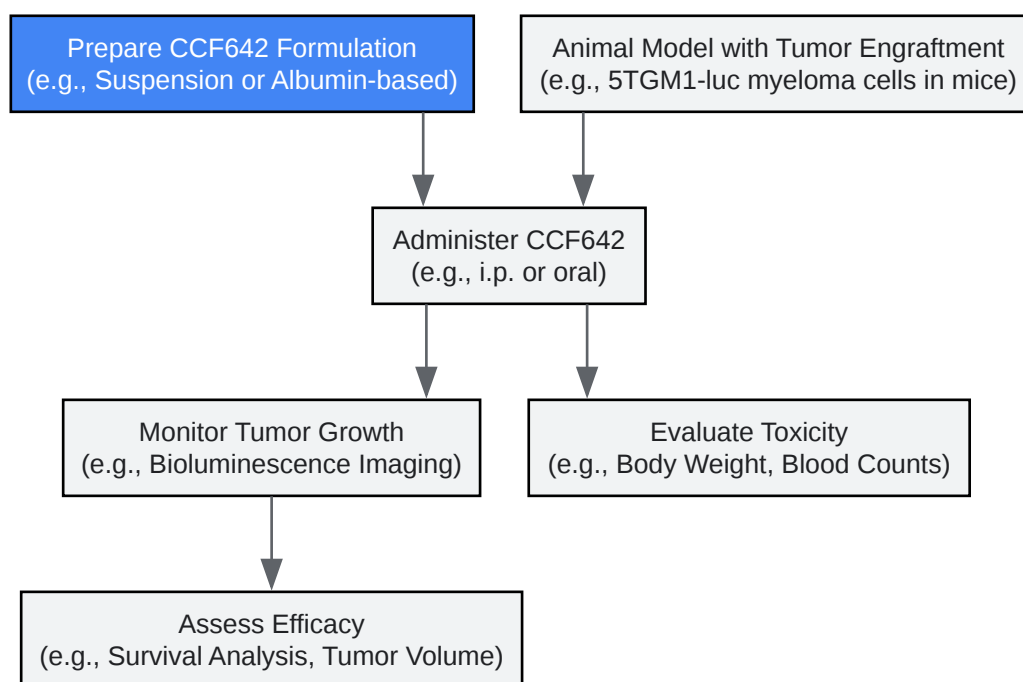 Prepare CCF642 Formulation
(e.g., Suspension or Albumin-based)
Animal Model with Tumor Engraftment
(e.g., 5TGM1-luc myeloma cells in mice)
Administer CCF642
(e.g., i.p. or oral)
Monitor Tumor Growth
(e.g., Bioluminescence Imaging)
Evaluate Toxicity
(e.g., Body Weight, Blood Counts)
Assess Efficacy
(e.g., Survival Analysis, Tumor Volume)